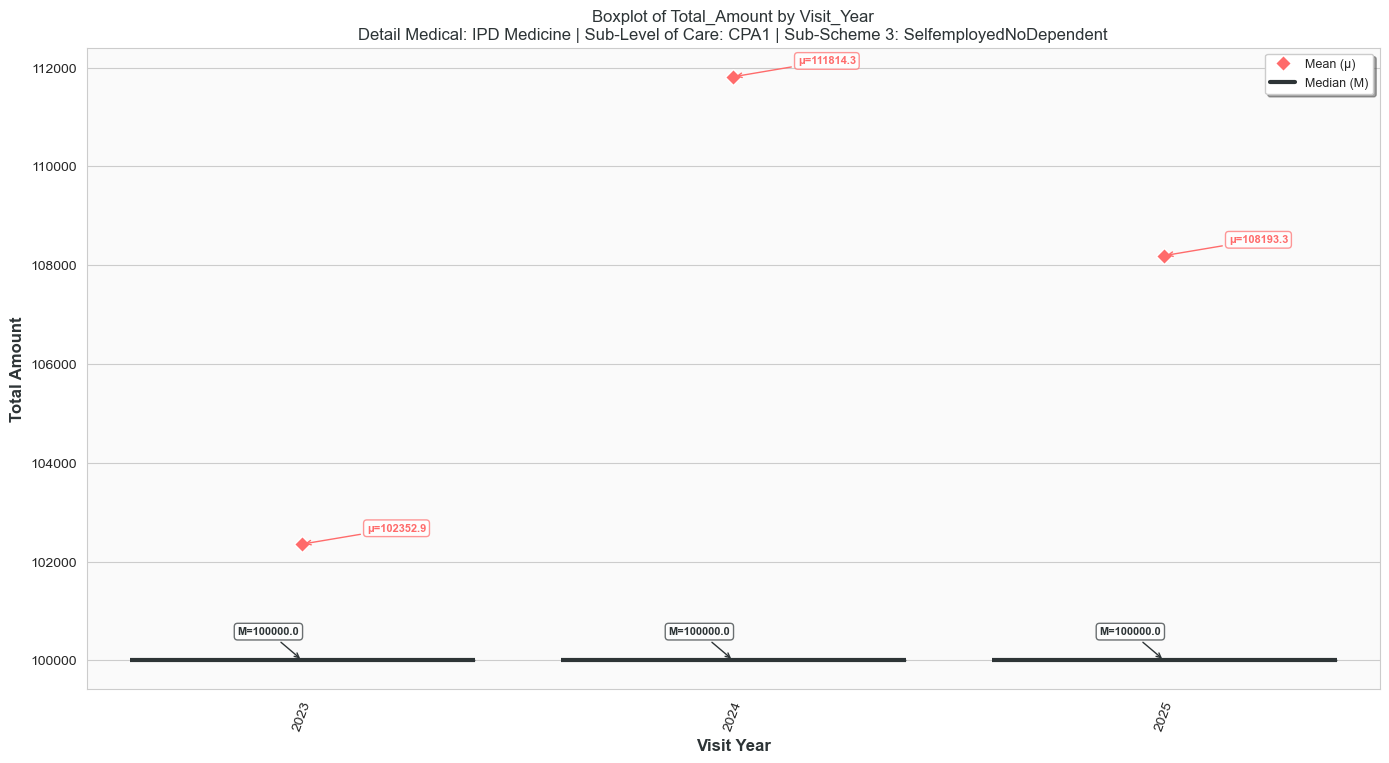 Boxplot of Total_Amount by Visit_Year
Detail Medical: IPD Medicine | Sub-Level of Care: CPA1 | Sub-Scheme 3: SelfemployedNoDependent
Mean (μ)
Median (M)
Total Amount
112000
110000
108000
106000
104000
102000
100000
μ=111814.3
μ=108193.3
μ=102352.9
M=100000.0
M=100000.0
M=100000.0
2023
2024
2025
Visit Year